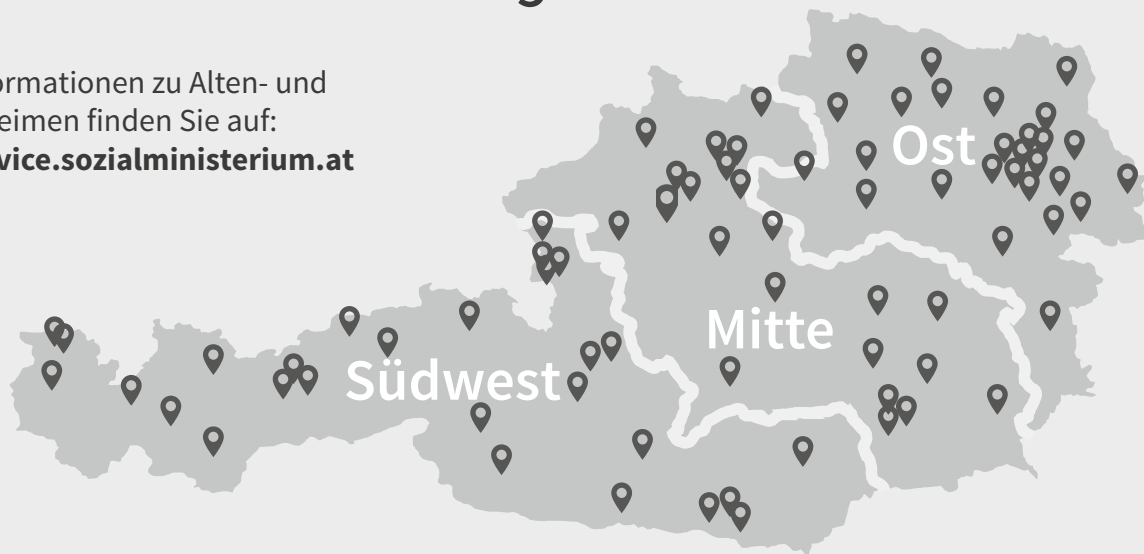 ormationen zu Alten- und
eimen finden Sie auf:
vice.sozialministerium.at
Ost
Mitte
Südwest